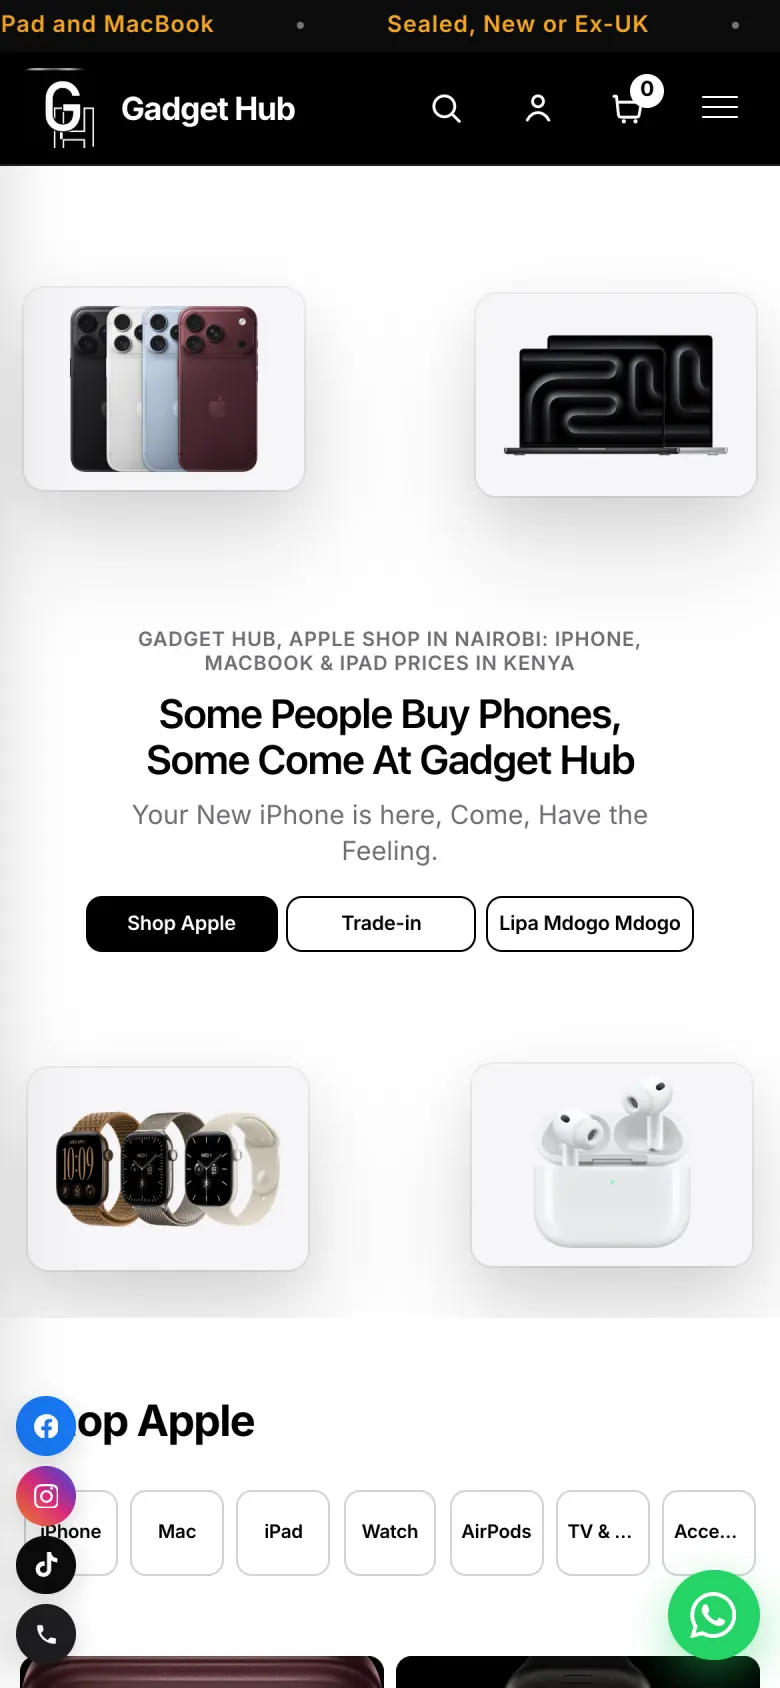 Pad and MacBook • Sealed, New or Ex-UK •
GH Gadget Hub 0
GADGET HUB, APPLE SHOP IN NAIROBI: IPHONE,
MACBOOK & IPAD PRICES IN KENYA
Some People Buy Phones,
Some Come At Gadget Hub
Your New iPhone is here, Come, Have the
Feeling.
Shop Apple Trade-in Lipa Mdogo Mdogo
10:09
op Apple
iPhone Mac iPad Watch AirPods TV & ... Acce...